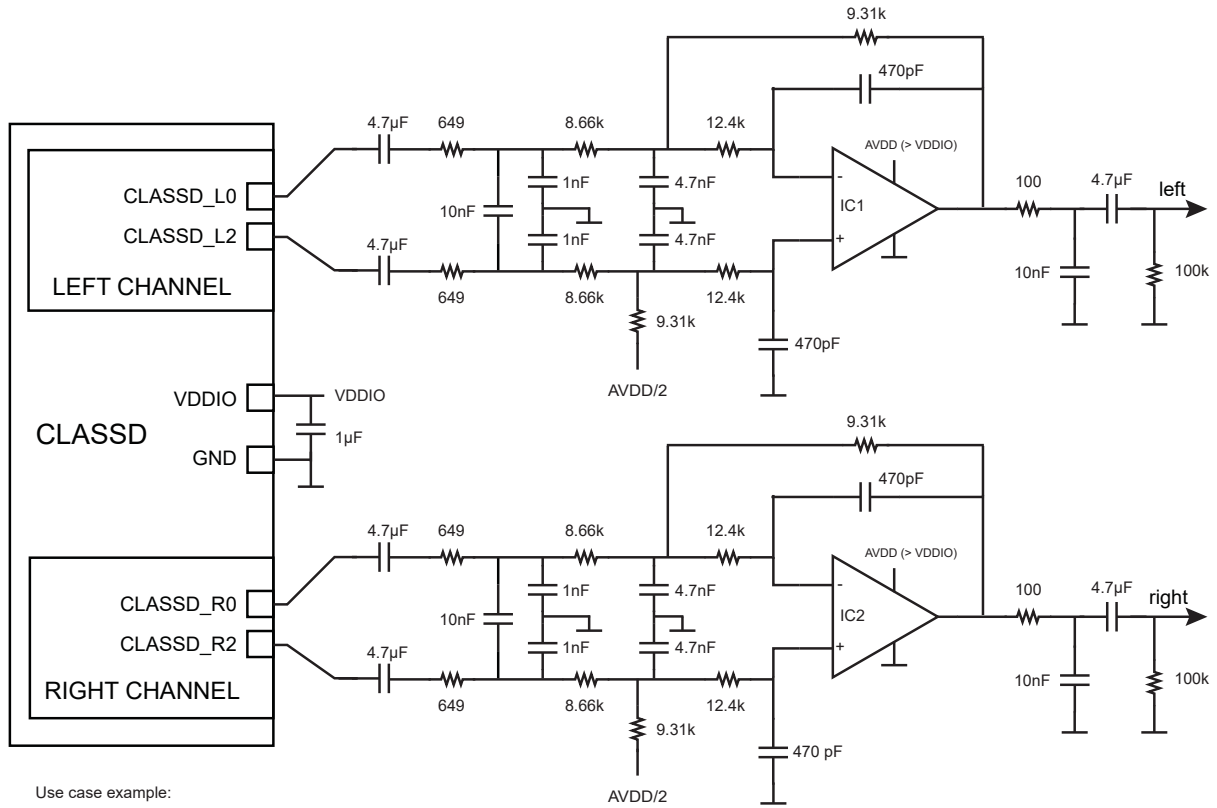 9.31k
470pF
4.7µF 649 8.66k 12.4k
AVDD (> VDDIO)
1nF 4.7nF
- 100 4.7µF left
CLASSD_L0
10nF IC1
CLASSD_L2 4.7µF 1nF 4.7nF +
10nF 100k
LEFT CHANNEL
649 8.66k 12.4k
9.31k
470pF
AVDD/2
VDDIO VDDIO
9.31k
CLASSD 1µF
GND
470pF
4.7µF 649 8.66k 12.4k
AVDD (> VDDIO)
1nF 4.7nF
- 100 4.7µF right
CLASSD_R0
10nF IC2
CLASSD_R2 4.7µF 1nF 4.7nF +
10nF 100k
RIGHT CHANNEL
649 8.66k 12.4k
9.31k
470 pF
Use case example:
AVDD/2